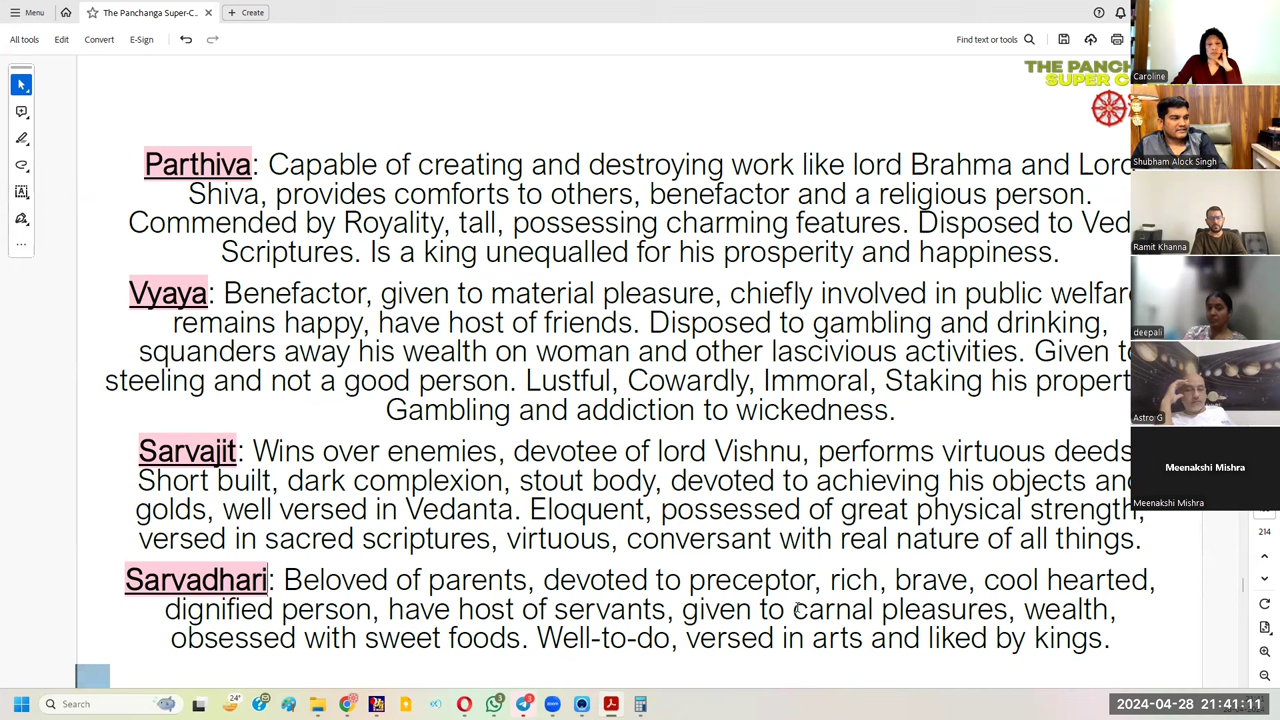 Menu
The Panchanga Super-C..
Create
All tools
Edit
Convert
E-Sign
Find text or tools
THE PANCH
SUPER C
Parthiva: Capable of creating and destroying work like lord Brahma and Lord
Shiva, provides comforts to others, benefactor and a religious person.
Commended by Royality, tall, possessing charming features. Disposed to Ved
Scriptures. Is a king unequalled for his prosperity and happiness.
Vyaya: Benefactor, given to material pleasure, chiefly involved in public welfare
remains happy, have host of friends. Disposed to gambling and drinking,
squanders away his wealth on woman and other lascivious activities. Given to
steeling and not a good person. Lustful, Cowardly, Immoral, Staking his propert
Gambling and addiction to wickedness.
Sarvajit: Wins over enemies, devotee of lord Vishnu, performs virtuous deeds
Short built, dark complexion, stout body, devoted to achieving his objects and
golds, well versed in Vedanta. Eloquent, possessed of great physical strength,
versed in sacred scriptures, virtuous, conversant with real nature of all things.
Sarvadhari: Beloved of parents, devoted to preceptor, rich, brave, cool hearted,
dignified person, have host of servants, given to carnal pleasures, wealth,
obsessed with sweet foods. Well-to-do, versed in arts and liked by kings.
Caroline
Shubham Alock Singh
Ramit Khanna
deepali
Astro G
Meenakshi Mishra
Meenakshi Mishra
214
Search
24°
3
2024-04-28 21:41:11